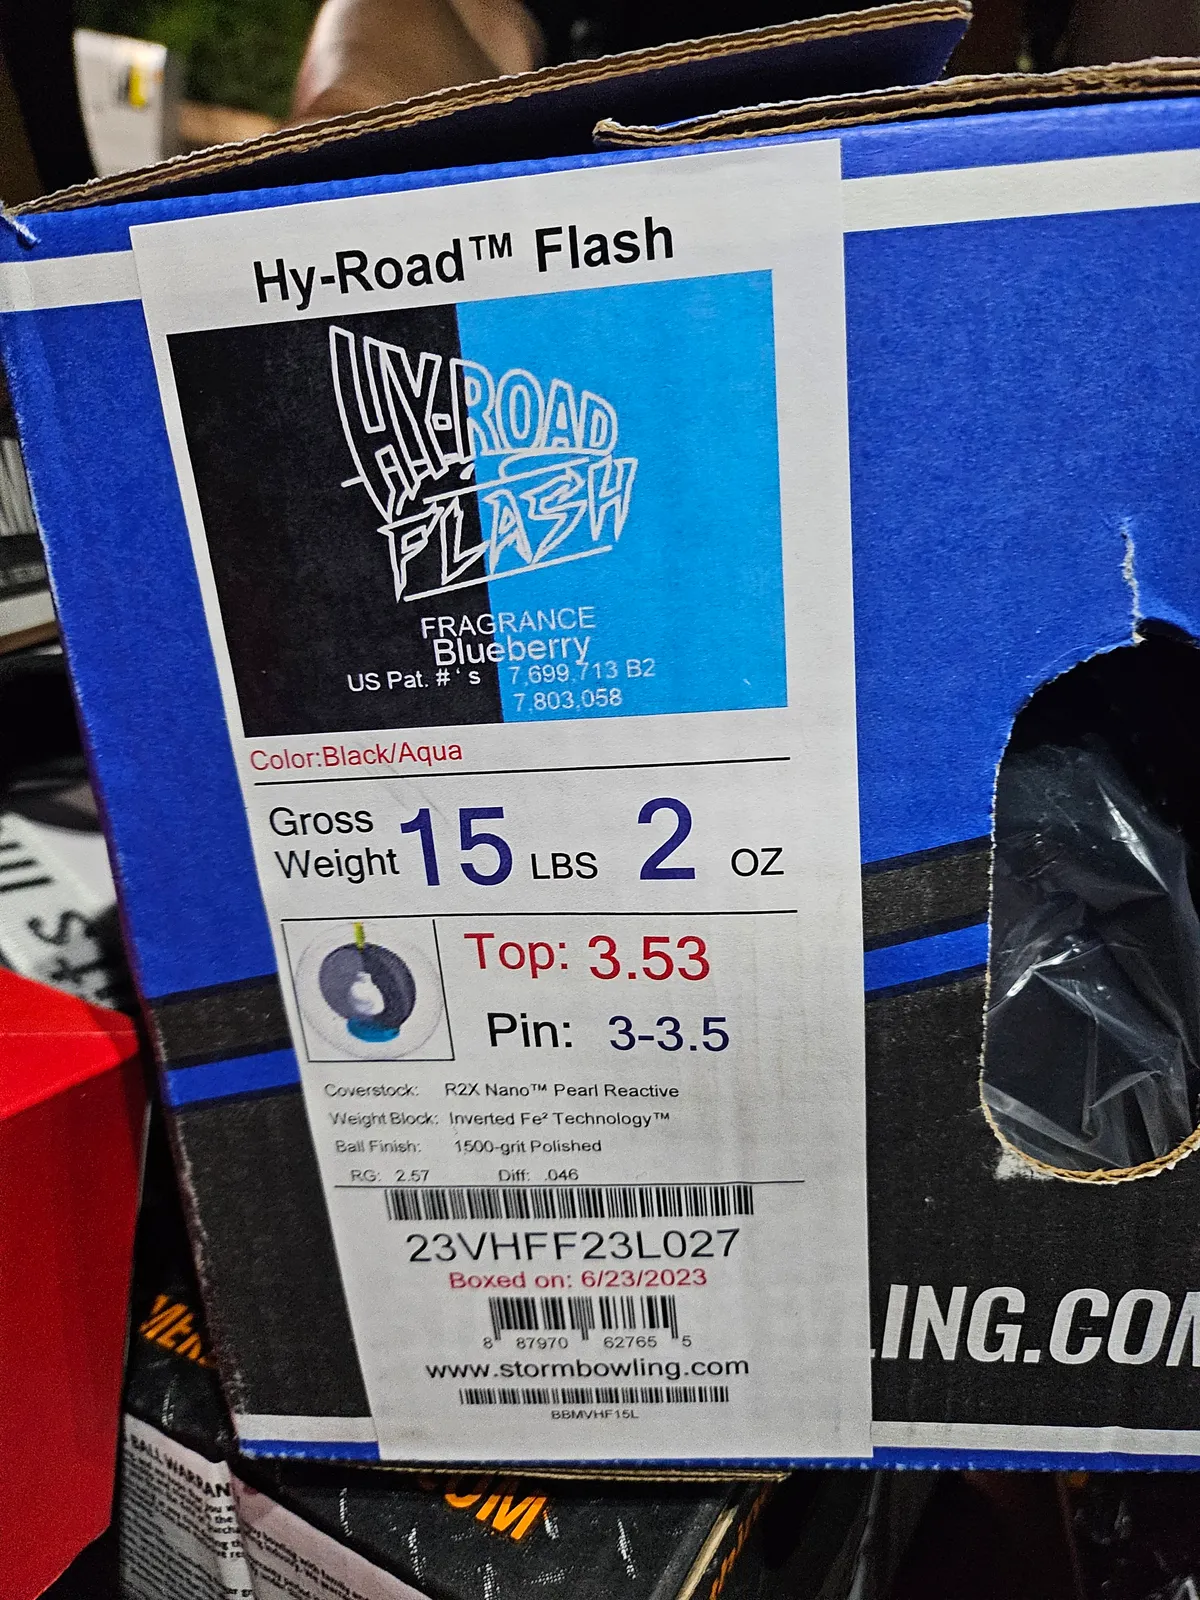 Hy-Road™ Flash
HY-ROAD
FLASH
FRAGRANCE
Blueberry
US Pat. #'s 7,699,713 B2
7,803,058
Color:Black/Aqua
Gross Weight 15 LBS 2 OZ
Top: 3.53
Pin: 3-3.5
Coverstock: R2X Nano™ Pearl Reactive
Weight Block: Inverted Fe² Technology™
Ball Finish: 1500-grit Polished
RG: 2.57 Diff: .046
23VHFF23L027
Boxed on: 6/23/2023
8 87970 62765 5
www.stormbowling.com
BBMVHF15L
LING.COM
BALL WARRAN
OM